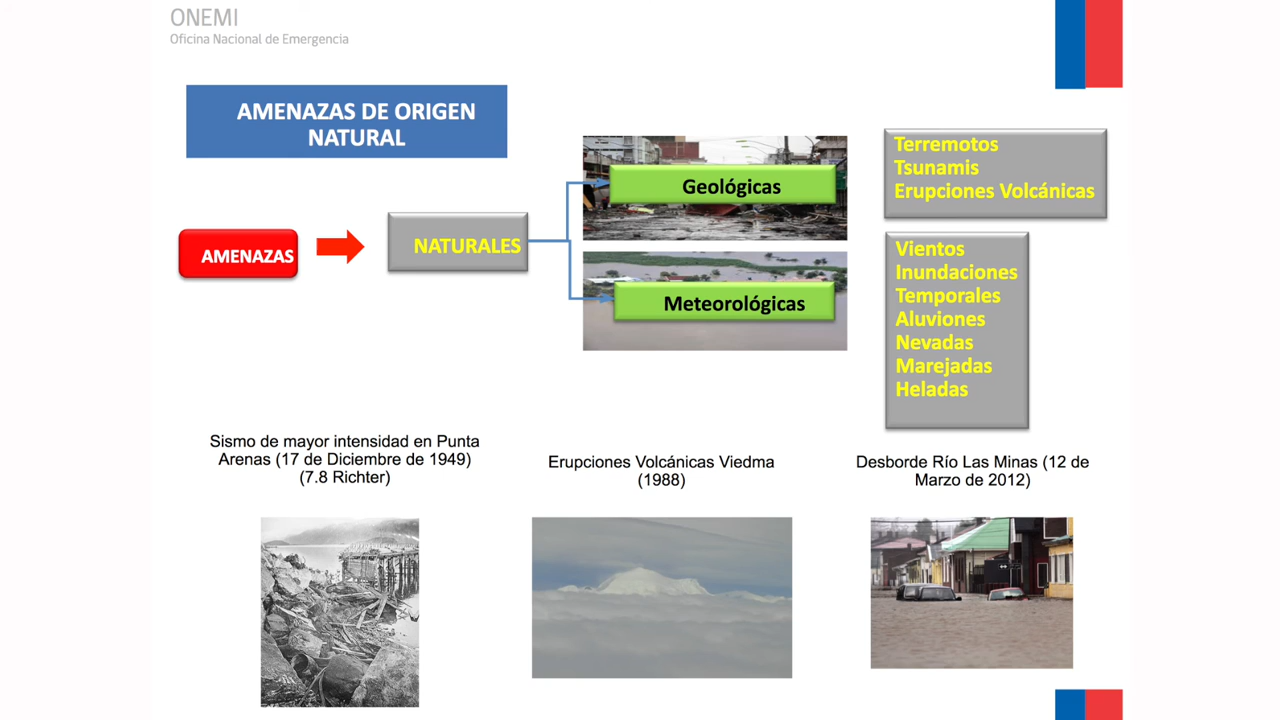 ONEMI
Oficina Nacional de Emergencia
AMENAZAS DE ORIGEN
NATURAL
AMENAZAS
NATURALES
Geológicas
Meteorológicas
Terremotos
Tsunamis
Erupciones Volcánicas
Vientos
Inundaciones
Temporales
Aluviones
Nevadas
Marejadas
Heladas
Sismo de mayor intensidad en Punta
Arenas (17 de Diciembre de 1949)
(7.8 Richter)
Erupciones Volcánicas Viedma
(1988)
Desborde Río Las Minas (12 de
Marzo de 2012)